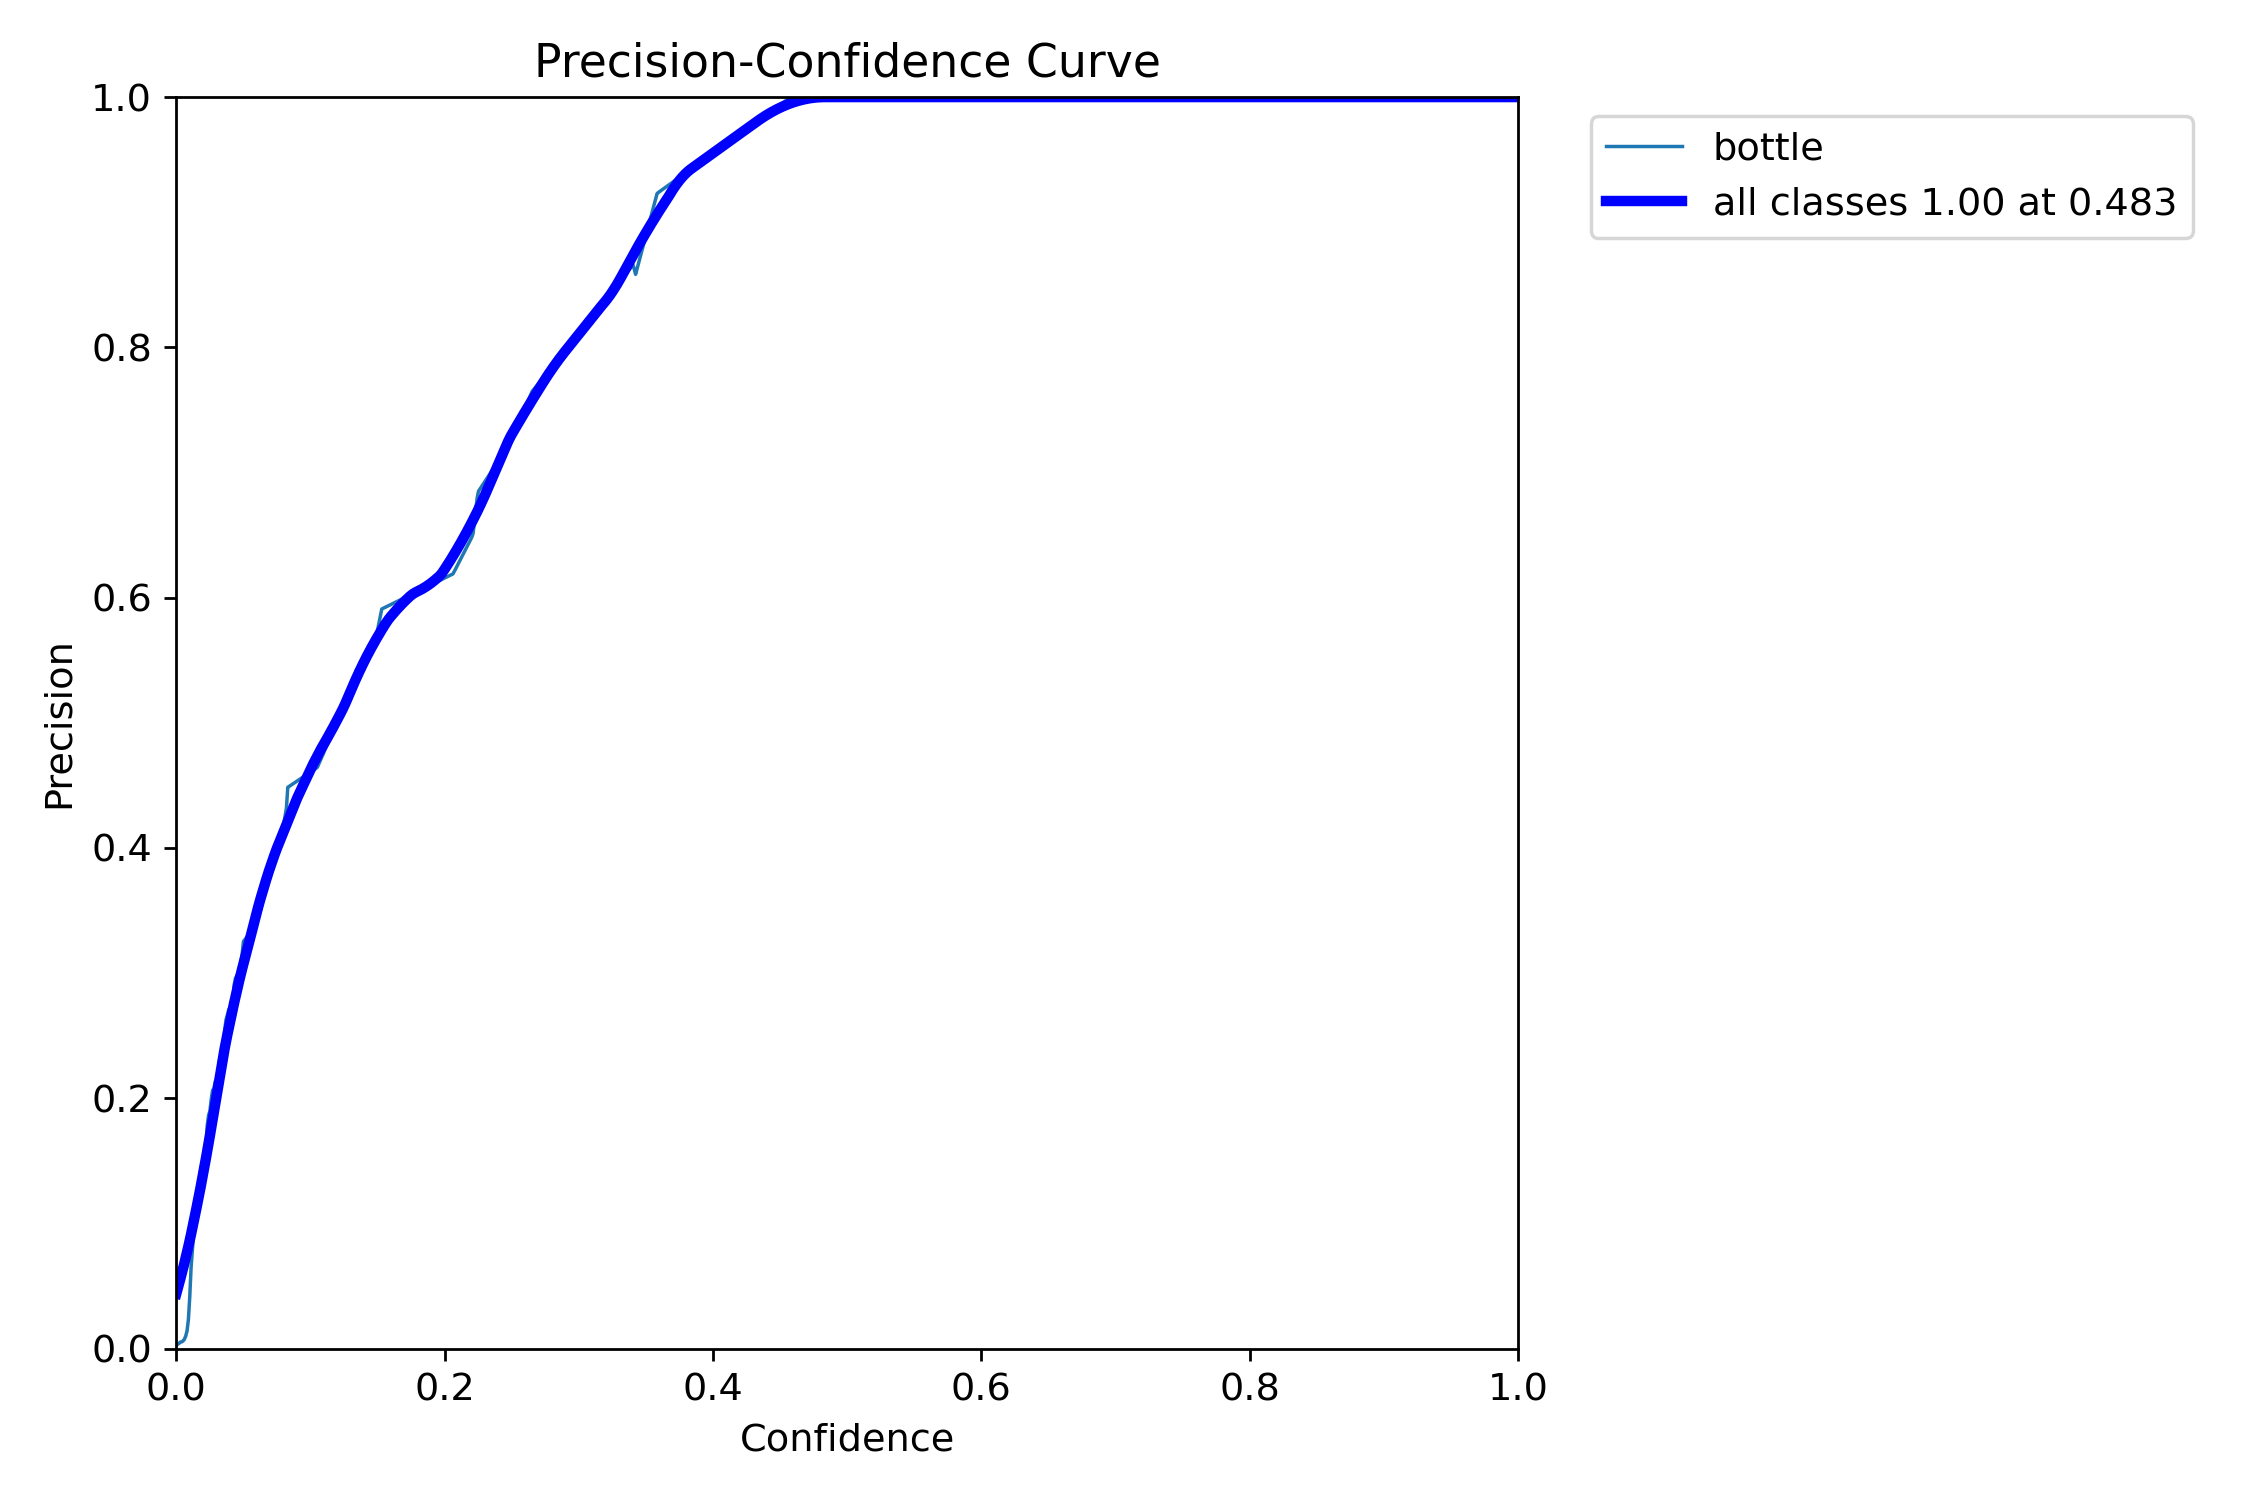 Precision-Confidence Curve
1.0
0.8
0.6
0.4
0.2
0.0
Precision
0.0 0.2 0.4 0.6 0.8 1.0
Confidence
bottle
all classes 1.00 at 0.483